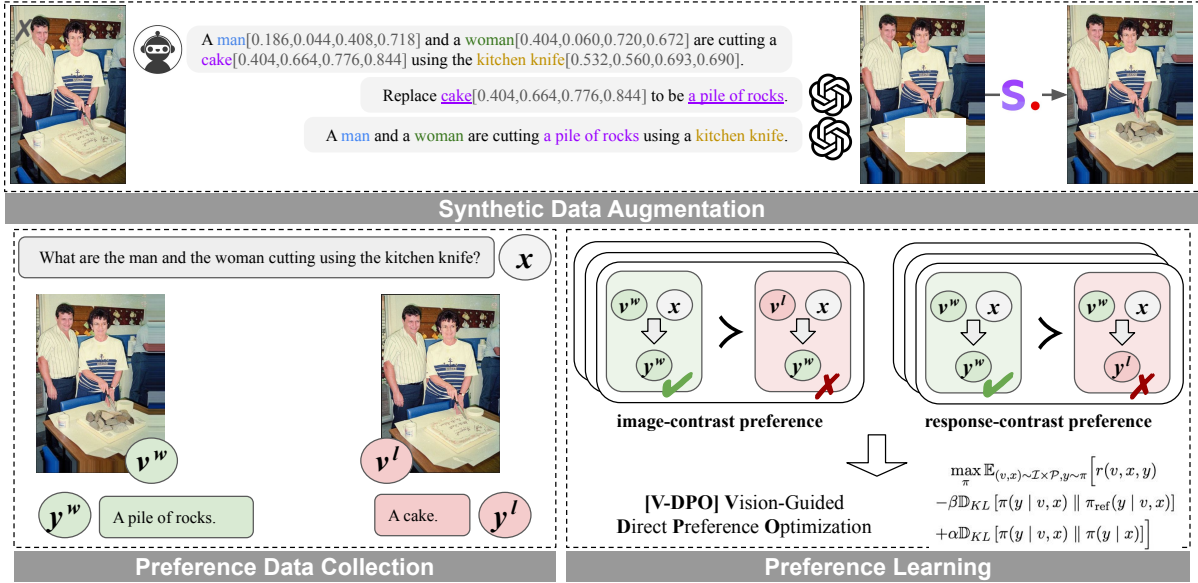 A man[0.186,0.044,0.408,0.718] and a woman[0.404,0.060,0.720,0.672] are cutting a
cake[0.404,0.664,0.776,0.844] using the kitchen knife[0.532,0.560,0.693,0.690].
Replace cake[0.404,0.664,0.776,0.844] to be a pile of rocks.
A man and a woman are cutting a pile of rocks using a kitchen knife.
S.
Synthetic Data Augmentation
What are the man and the woman cutting using the kitchen knife?
x
v^w
v^l
y^w
A pile of rocks.
A cake.
y^l
Preference Data Collection
v^w x v^l x
≻
y^w ✔ y^w ✗
image-contrast preference
v^w x v^w x
≻
y^w ✔ y^l ✗
response-contrast preference
[V-DPO] Vision-Guided
Direct Preference Optimization
max_π 𝔼_{(v,x)∼𝓘×𝓟,y∼π}[r(v, x, y)
−β𝔻_{KL} [π(y | v, x) ‖ π_ref(y | v, x)]
+α𝔻_{KL} [π(y | v, x) ‖ π(y | x)]]
Preference Learning